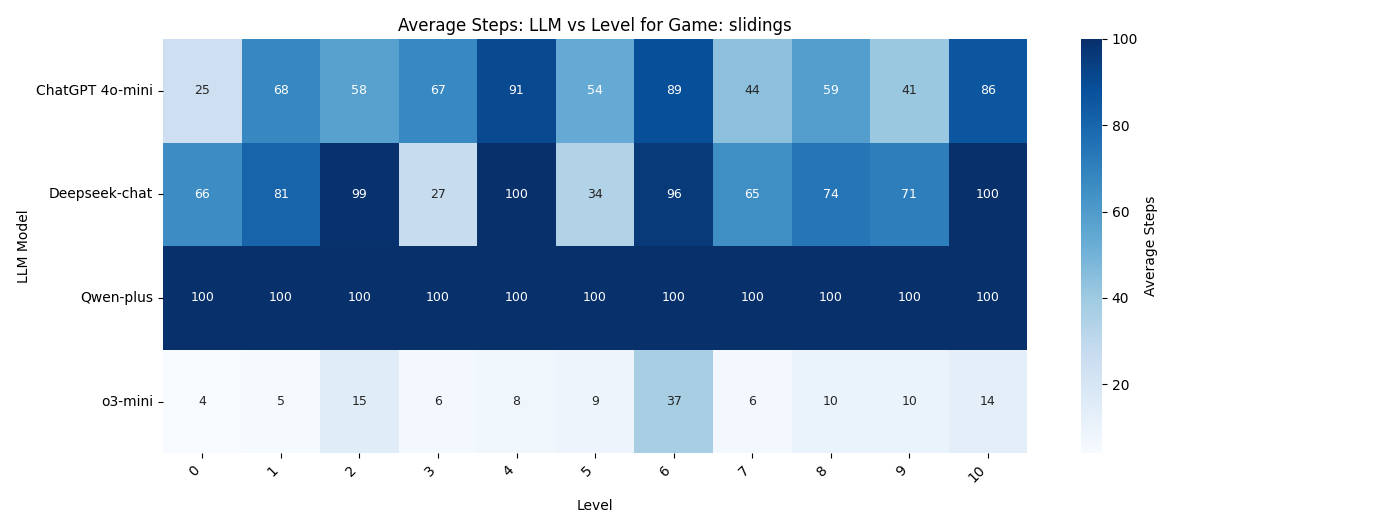 Average Steps: LLM vs Level for Game: slidings
ChatGPT 4o-mini 25 68 58 67 91 54 89 44 59 41 86
Deepseek-chat 66 81 99 27 100 34 96 65 74 71 100
Qwen-plus 100 100 100 100 100 100 100 100 100 100 100
o3-mini 4 5 15 6 8 9 37 6 10 10 14
0 1 2 3 4 5 6 7 8 9 10
Level
LLM Model
100
80
60
40
20
Average Steps